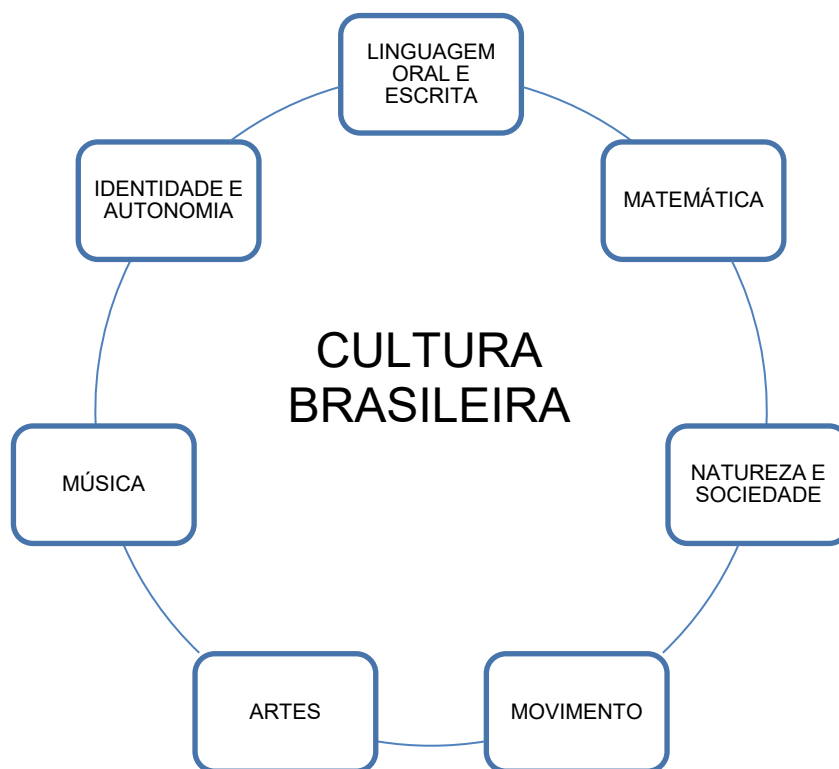 LINGUAGEM
ORAL E
ESCRITA
IDENTIDADE E
AUTONOMIA
MATEMÁTICA
CULTURA
BRASILEIRA
MÚSICA
NATUREZA E
SOCIEDADE
ARTES
MOVIMENTO